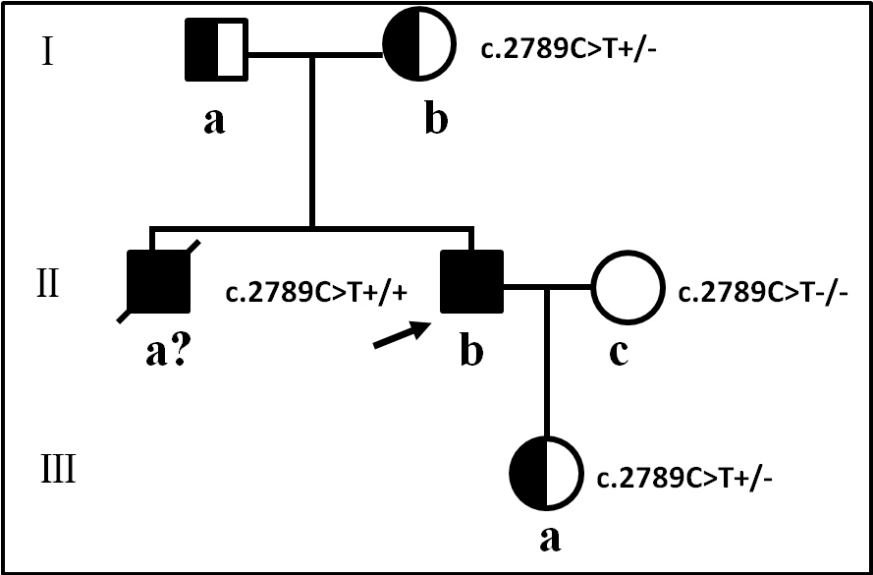 I
c.2789C>T+/-
a
b
II
c.2789C>T+/+
c.2789C>T-/-
a?
b
c
III
c.2789C>T+/-
a